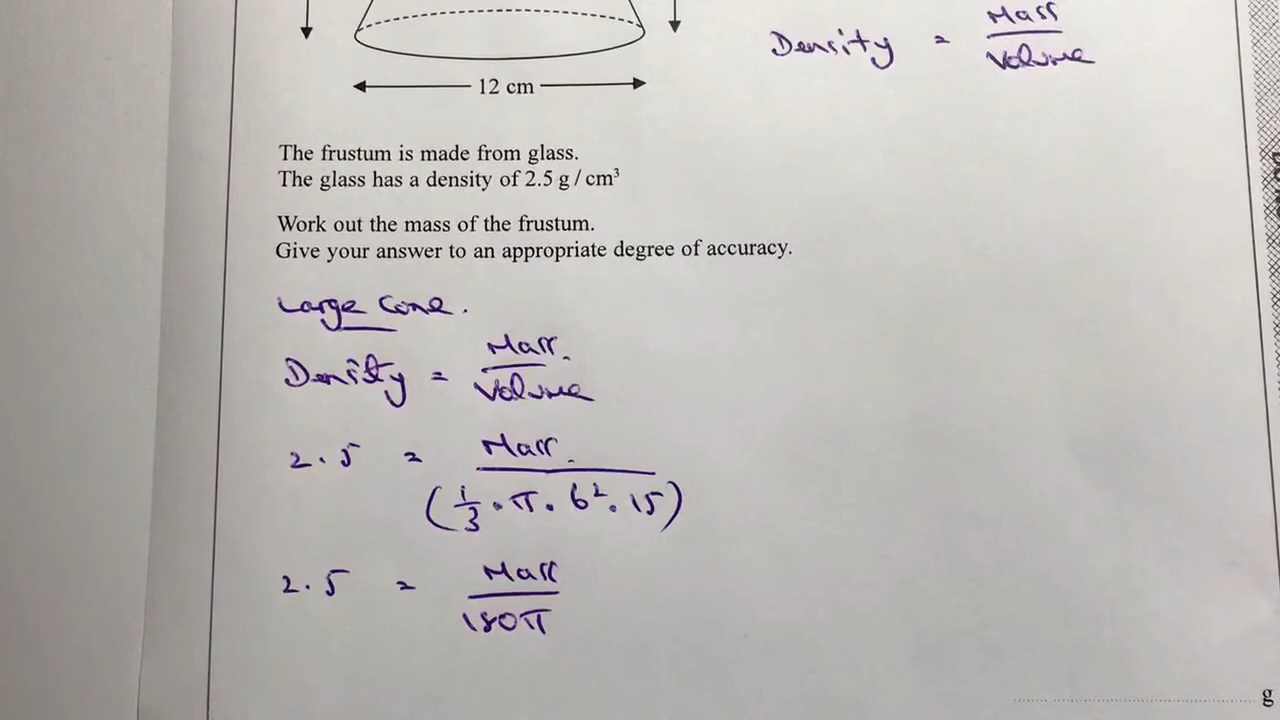 Density = Mass / Volume
12 cm
The frustum is made from glass.
The glass has a density of 2.5 g / cm³
Work out the mass of the frustum.
Give your answer to an appropriate degree of accuracy.
Large Cone.
Density = Mass. / Volume
2.5 = Mass. / (1/3 . π . 6² . 15)
2.5 = Mass / 180π
g